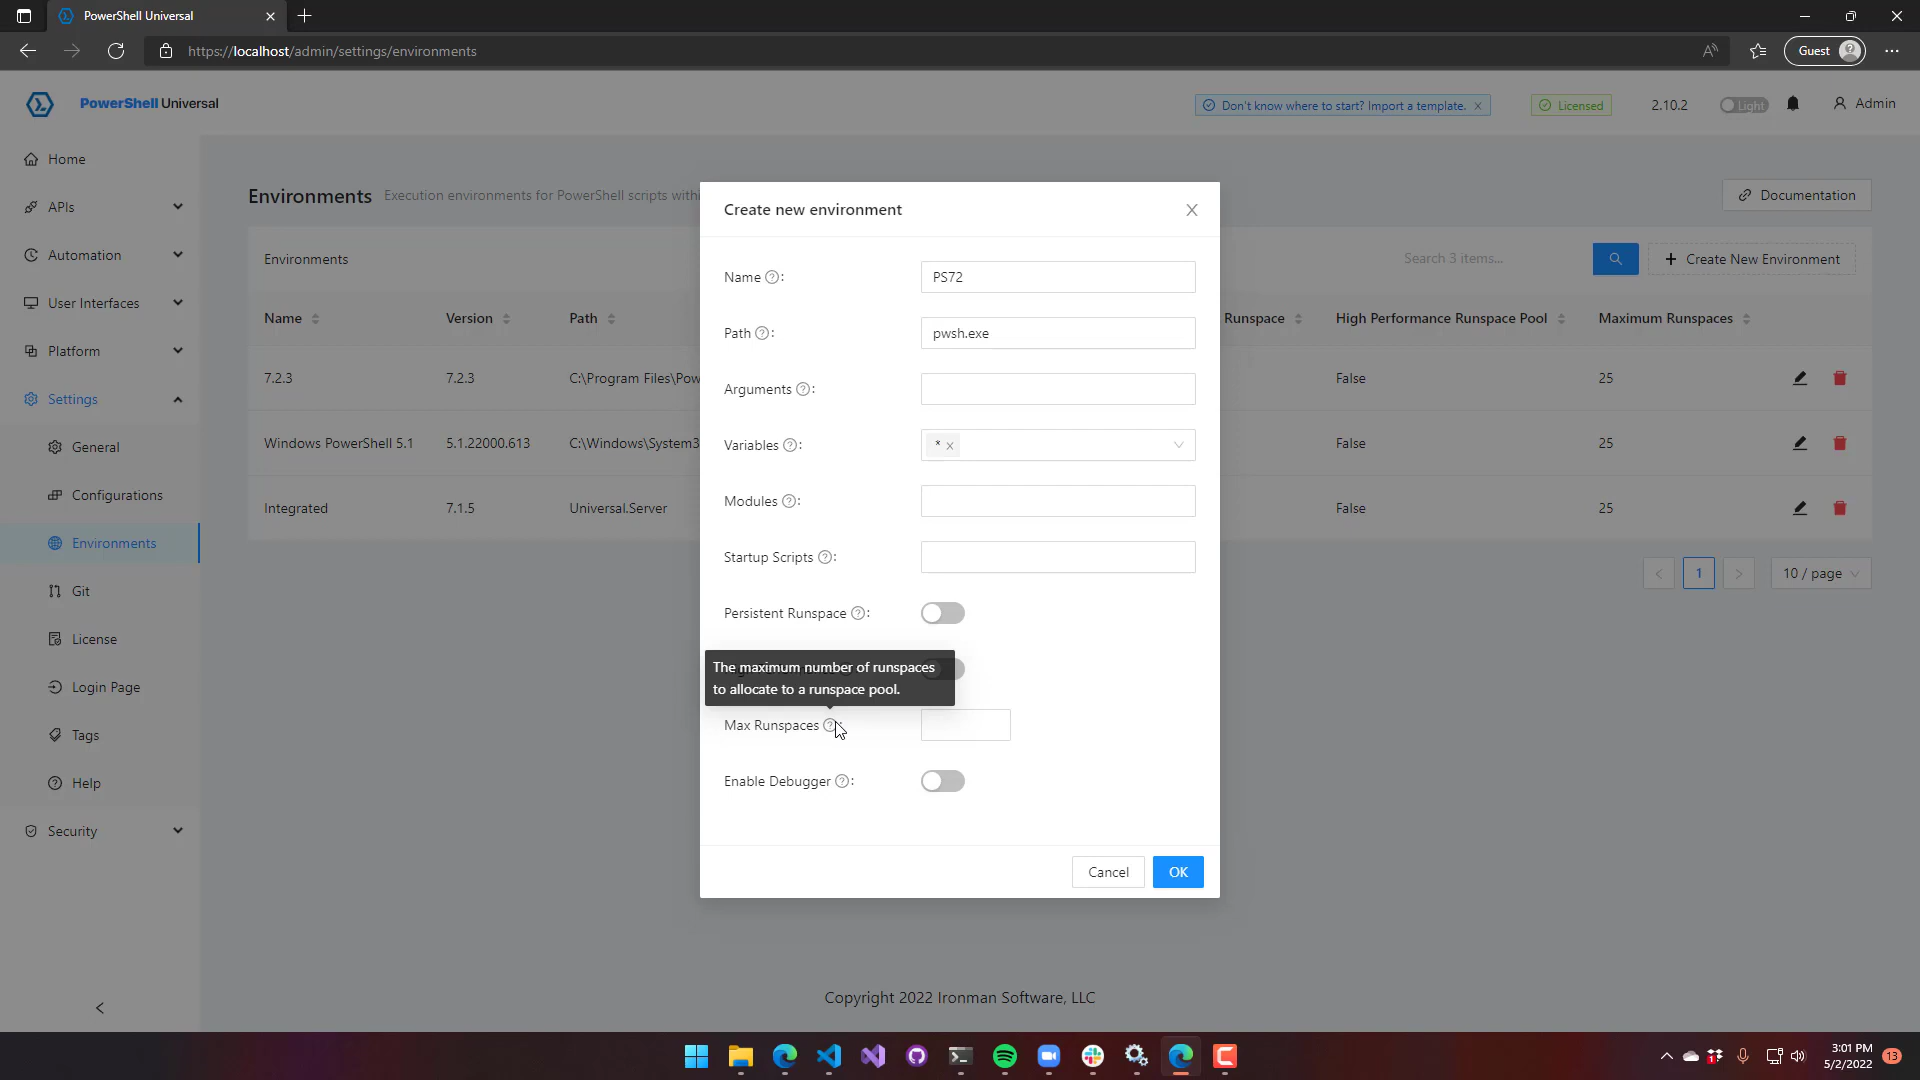 PowerShell Universal
https://localhost/admin/settings/environments
Guest
PowerShell Universal
Don't know where to start? Import a template.
Licensed
2.10.2
Light
Admin
Home
APIs
Automation
User Interfaces
Platform
Settings
General
Configurations
Environments
Git
License
Login Page
Tags
Help
Security
Environments
Execution environments for PowerShell scripts with
Documentation
Environments
Search 3 items...
Create New Environment
Name
Version
Path
Runspace
High Performance Runspace Pool
Maximum Runspaces
7.2.3
7.2.3
C:\Program Files\Pow
False
25
Windows PowerShell 5.1
5.1.22000.613
C:\Windows\System3
False
25
Integrated
7.1.5
Universal.Server
False
25
1
10 / page
Create new environment
Name :
PS72
Path :
pwsh.exe
Arguments :
Variables :
*
Modules :
Startup Scripts :
Persistent Runspace :
The maximum number of runspaces
to allocate to a runspace pool.
Max Runspaces
Enable Debugger :
Cancel
OK
Copyright 2022 Ironman Software, LLC
3:01 PM
5/2/2022
13